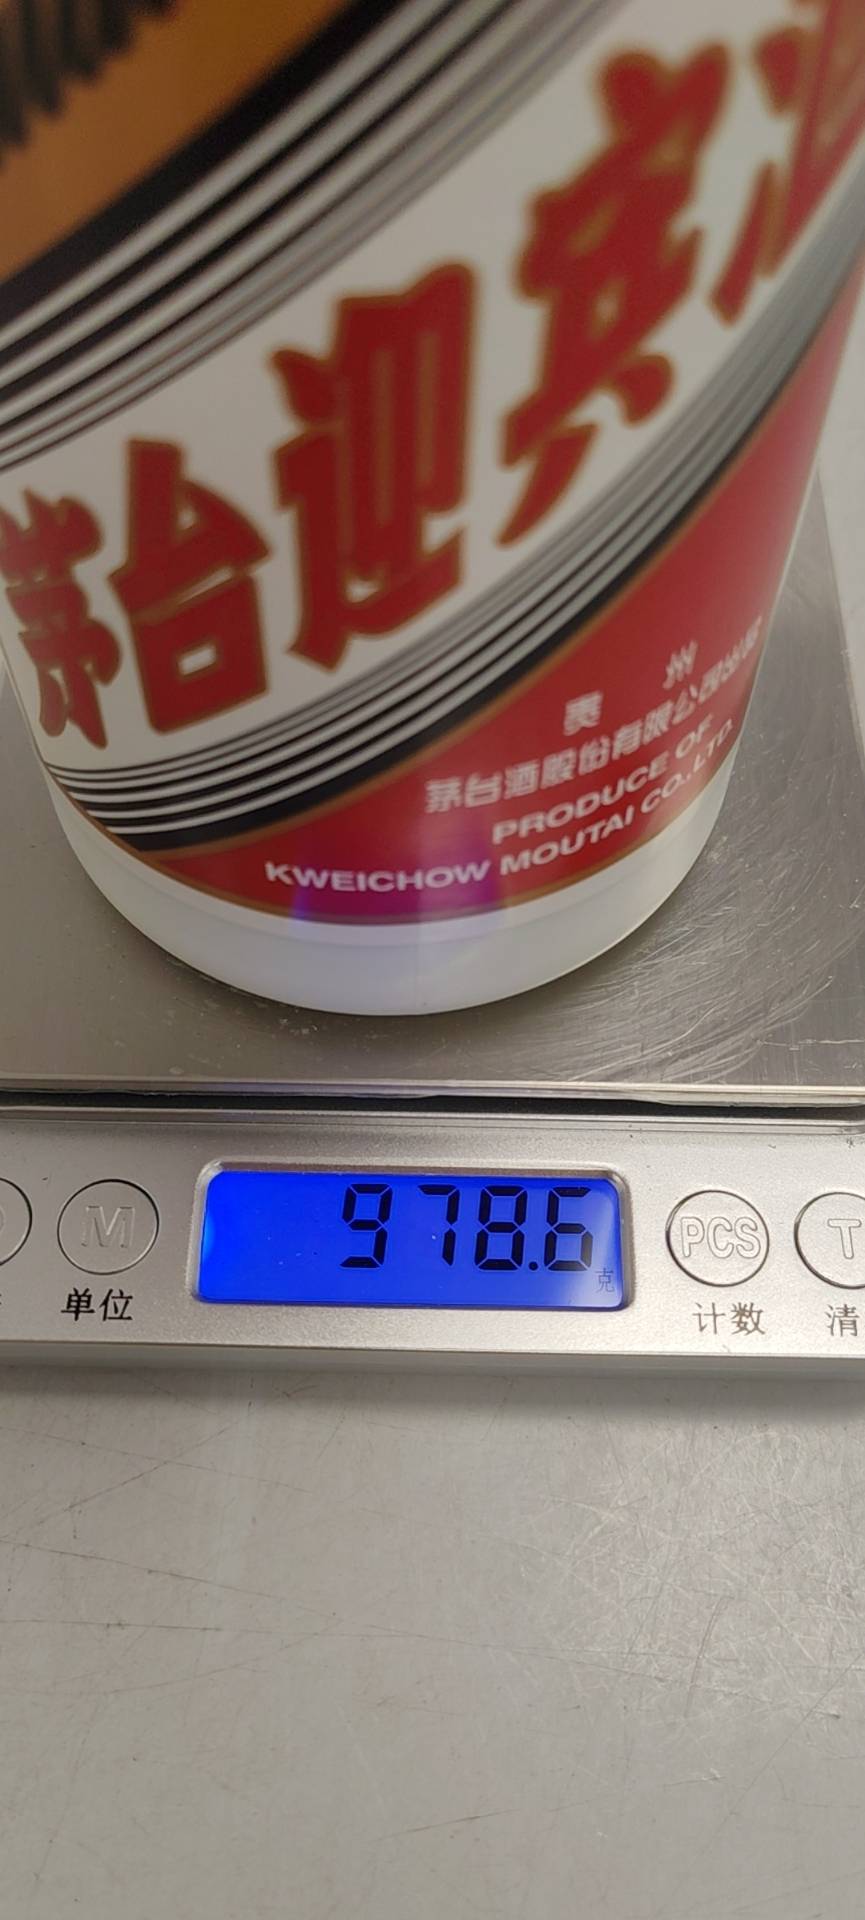 茅台迎宾酒
贵 州
茅台酒股份有限公司出品
PRODUCE OF
KWEICHOW MOUTAI CO.,LTD.
978.6
克
M
PCS
T
单位
计数
清